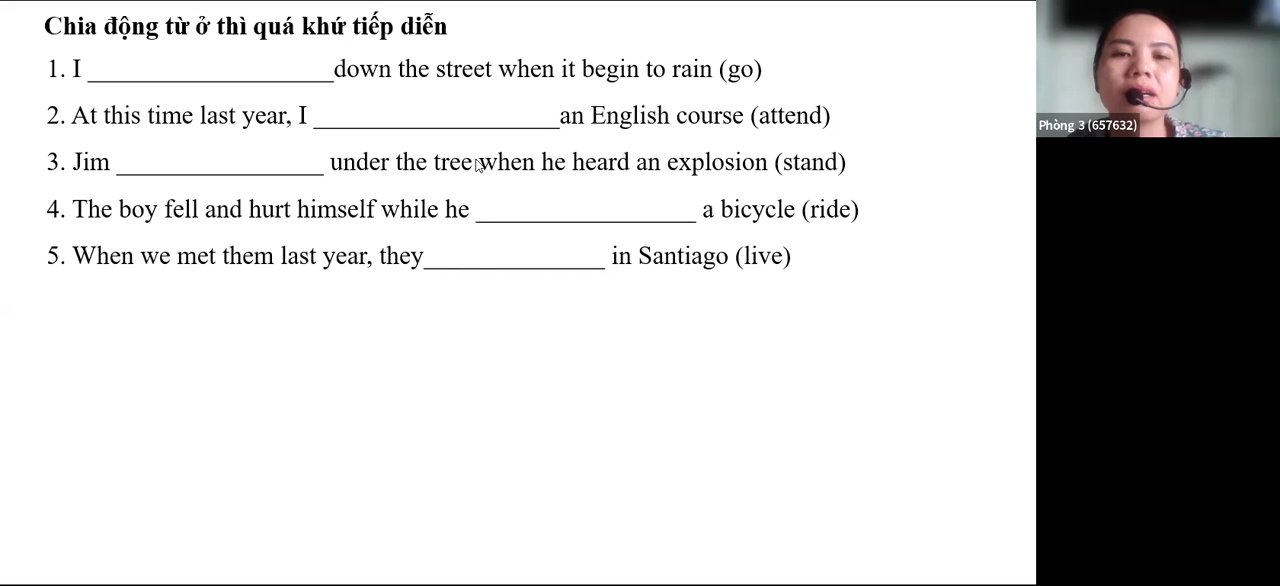 Chia động từ ở thì quá khứ tiếp diễn
1. I ____________________down the street when it begin to rain (go)
2. At this time last year, I ____________________an English course (attend)
3. Jim _________________ under the tree when he heard an explosion (stand)
4. The boy fell and hurt himself while he __________________ a bicycle (ride)
5. When we met them last year, they_______________ in Santiago (live)
Phòng 3 (657632)